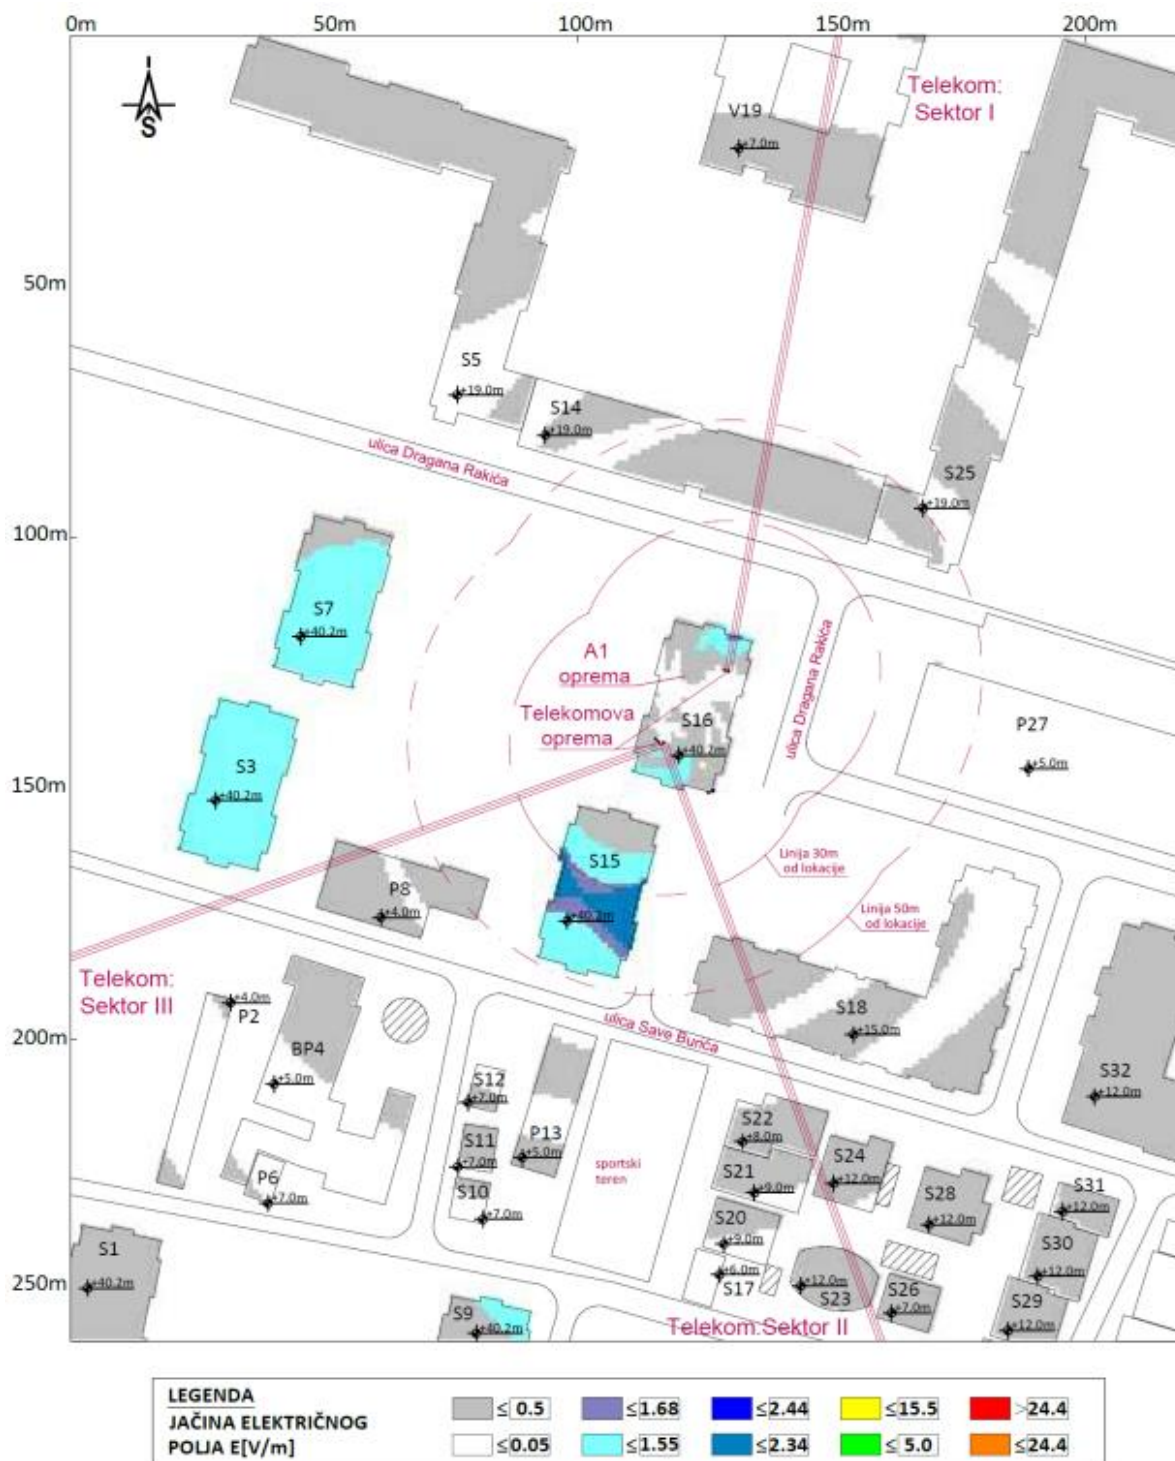 0m 50m 100m 150m 200m
S
Telekom:
Sektor I
V19
+7.0m
50m
S5
+19.0m
S14
+19.0m
ulica Dragana Rakića
S25
+19.0m
100m
S7
+40.2m
A1
oprema
Telekomova
oprema
S16
+40.2m
ulica Dragana Rakića
P27
+5.0m
S3
+40.2m
150m
S15
+40.2m
Linija 30m
od lokacije
P8
+4.0m
Linija 50m
od lokacije
Telekom:
Sektor III
+4.0m
P2
S18
+15.0m
ulica Save Burića
200m
BP4
+5.0m
S12
+7.0m
S32
+12.0m
P13
+5.0m
S11
+7.0m
S22
+8.0m
sportski
teren
S21
+9.0m
S24
+12.0m
P6
+7.0m
S10
+7.0m
S28
+12.0m
S31
+12.0m
S20
+9.0m
S1
+40.2m
S30
+12.0m
250m
+6.0m
S17
+12.0m
S23
S26
+7.0m
S29
+12.0m
S9
+40.2m
Telekom:Sektor II
LEGENDA
JAČINA ELEKTRIČNOG
POLJA E[V/m]
≤ 0.5 ≤1.68 ≤2.44 ≤15.5 >24.4
≤0.05 ≤1.55 ≤2.34 ≤ 5.0 ≤24.4